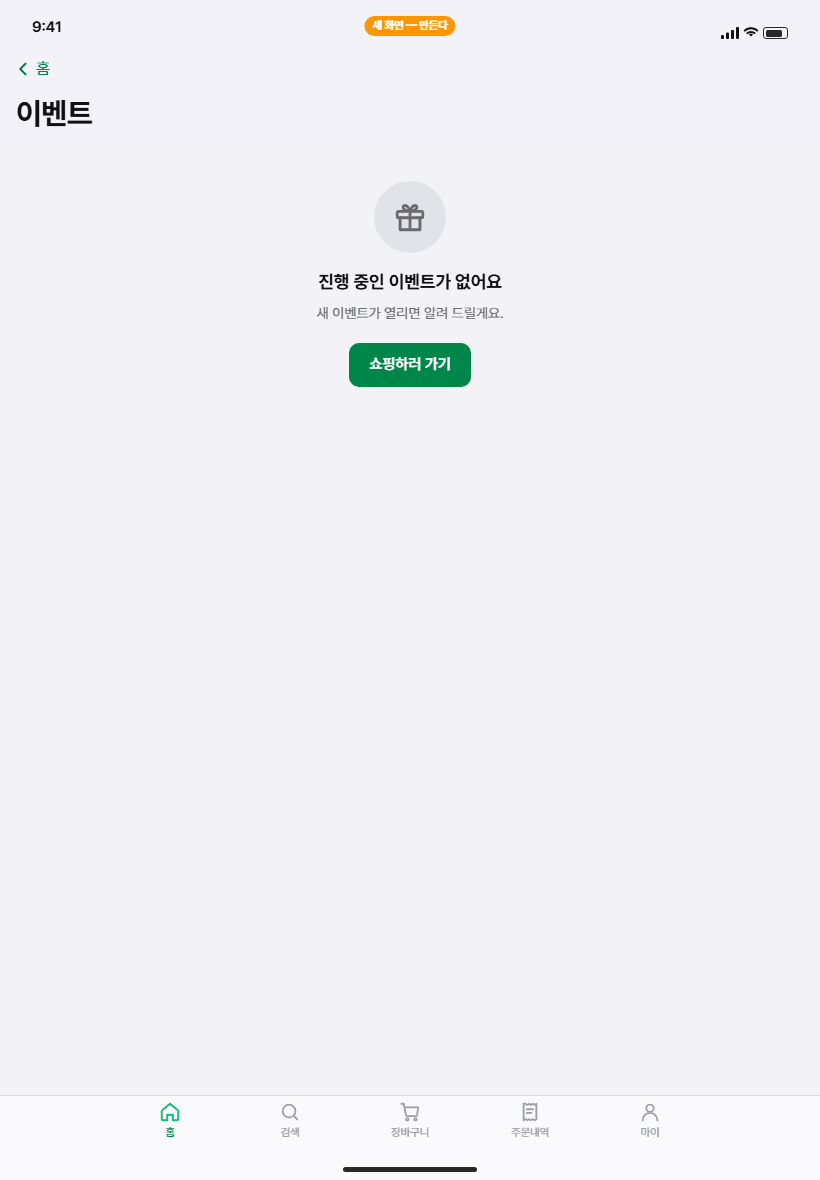 9:41
새 화면 — 만든다
홈
이벤트
진행 중인 이벤트가 없어요
새 이벤트가 열리면 알려 드릴게요.
쇼핑하러 가기
홈
검색
장바구니
주문내역
마이